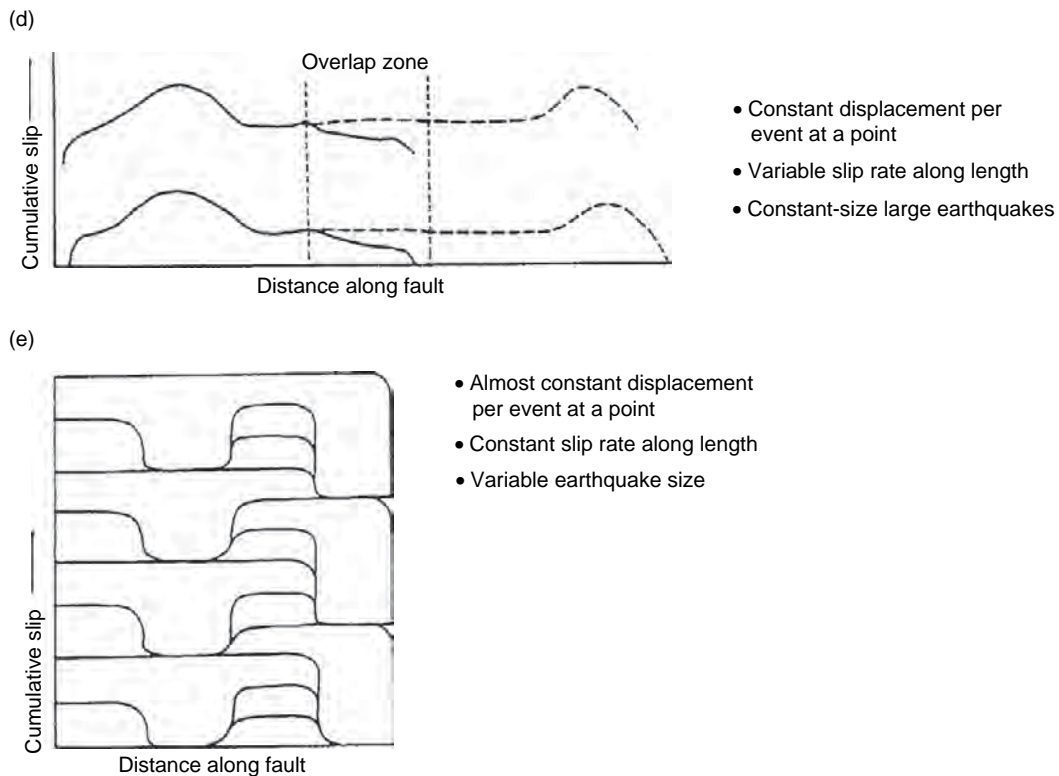 (d)
Overlap zone
Cumulative slip
Distance along fault
• Constant displacement per
event at a point
• Variable slip rate along length
• Constant-size large earthquakes
(e)
Cumulative slip
Distance along fault
• Almost constant displacement
per event at a point
• Constant slip rate along length
• Variable earthquake size